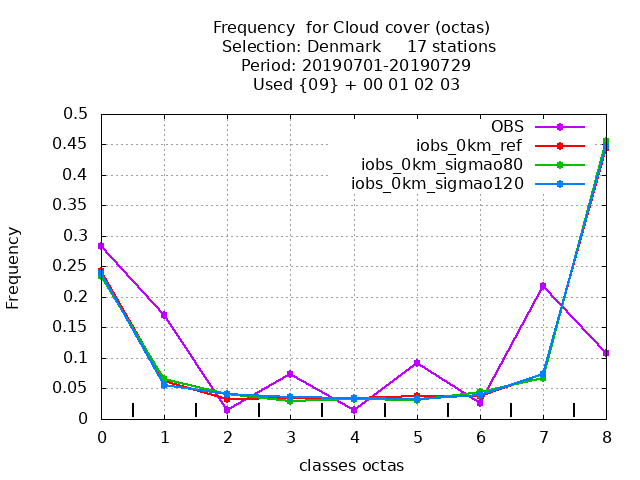 Frequency  for Cloud cover (octas)
Selection: Denmark     17 stations
Period: 20190701-20190729
Used {09} + 00 01 02 03
OBS
iobs_0km_ref
iobs_0km_sigmao80
iobs_0km_sigmao120
0.5
0.45
0.4
0.35
0.3
0.25
0.2
0.15
0.1
0.05
0
Frequency
0 1 2 3 4 5 6 7 8
classes octas